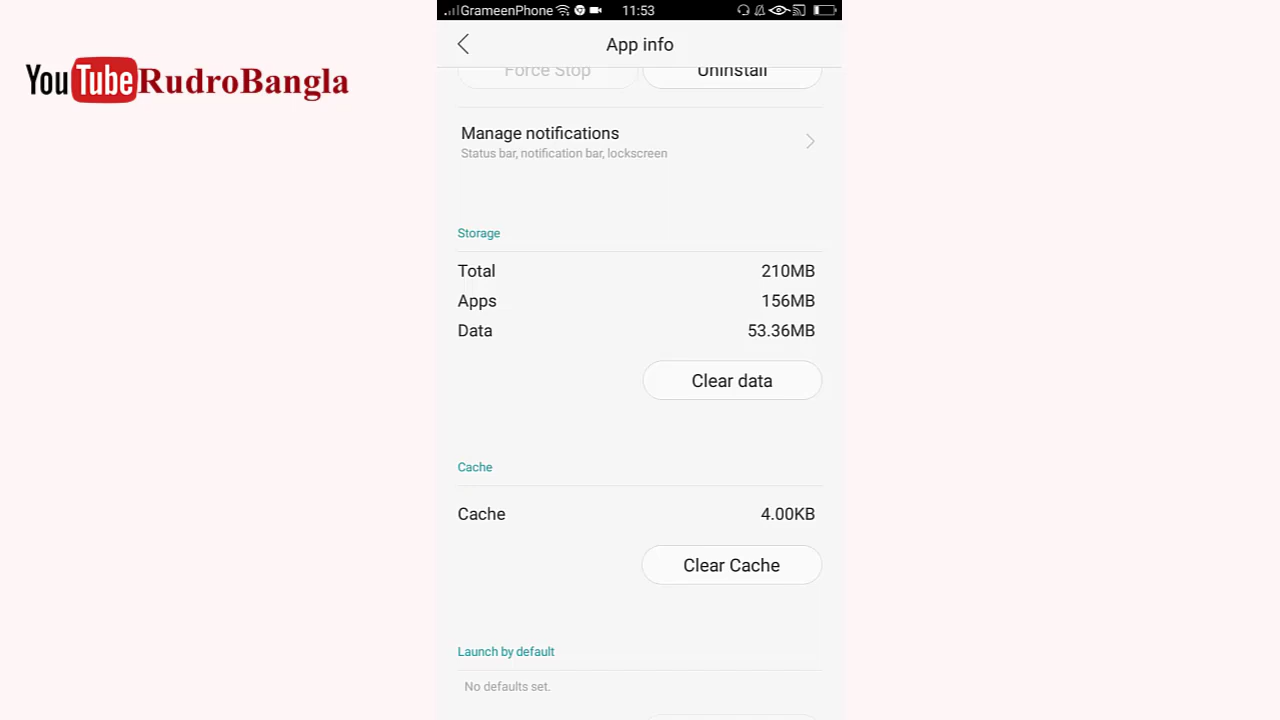 GrameenPhone 11:53
App info
YouTubeRudroBangla
Force Stop Uninstall
Manage notifications
Status bar, notification bar, lockscreen
Storage
Total 210MB
Apps 156MB
Data 53.36MB
Clear data
Cache
Cache 4.00KB
Clear Cache
Launch by default
No defaults set.